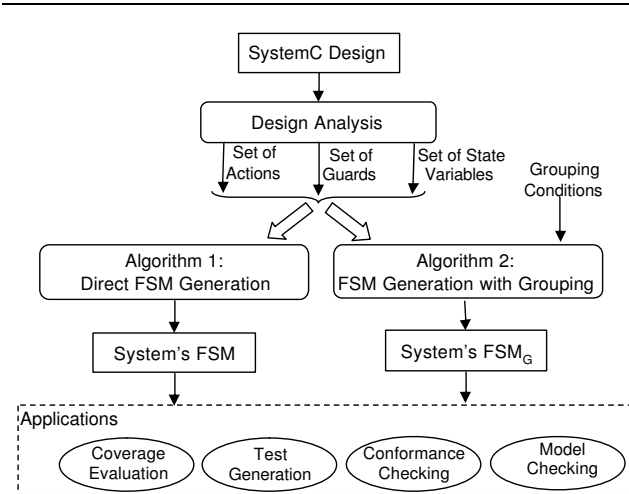 SystemC Design
Design Analysis
Set of
Actions
Set of
Guards
Set of State
Variables
Grouping
Conditions
Algorithm 1:
Direct FSM Generation
Algorithm 2:
FSM Generation with Grouping
System's FSM
System's FSM_G
Applications
Coverage
Evaluation
Test
Generation
Conformance
Checking
Model
Checking